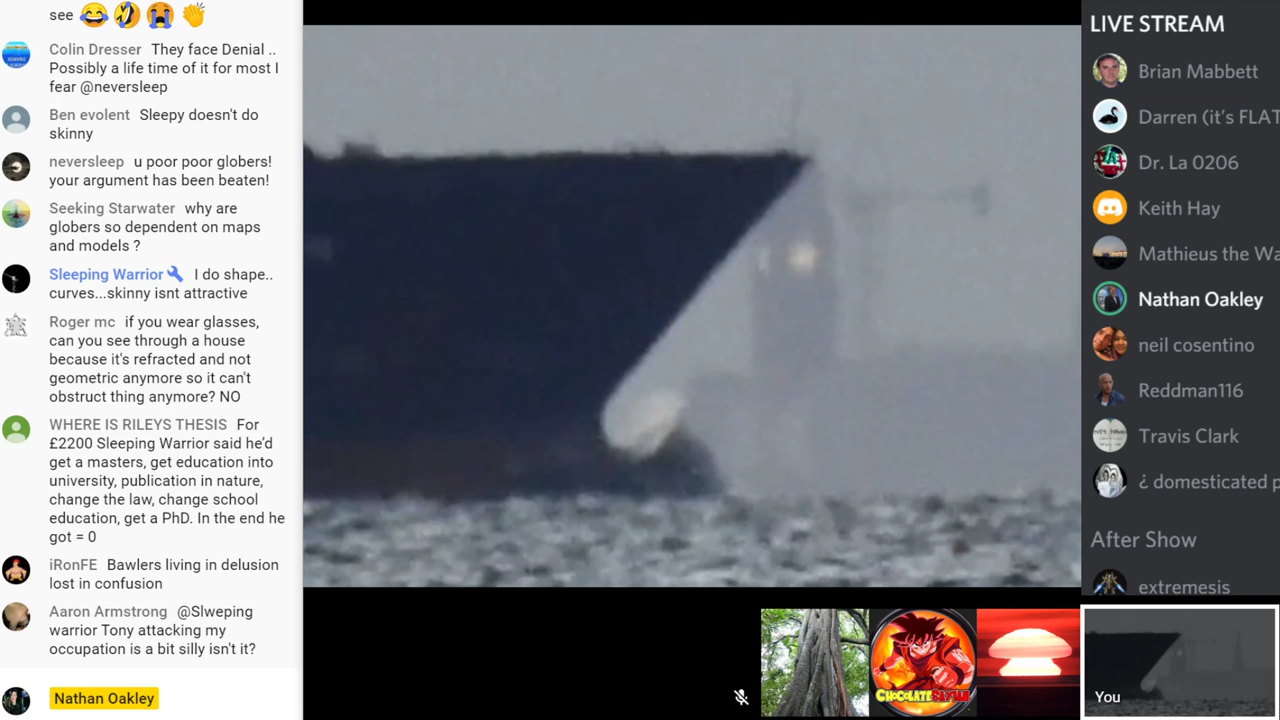 see 😂 🤣 😭 👏
Colin Dresser They face Denial ..
Possibly a life time of it for most I
fear @neversleep
Ben evolent Sleepy doesn't do
skinny
neversleep u poor poor globers!
your argument has been beaten!
Seeking Starwater why are
globers so dependent on maps
and models ?
Sleeping Warrior I do shape..
curves...skinny isnt attractive
Roger mc if you wear glasses,
can you see through a house
because it's refracted and not
geometric anymore so it can't
obstruct thing anymore? NO
WHERE IS RILEYS THESIS For
£2200 Sleeping Warrior said he'd
get a masters, get education into
university, publication in nature,
change the law, change school
education, get a PhD. In the end he
got = 0
iRonFE Bawlers living in delusion
lost in confusion
Aaron Armstrong @Slweping
warrior Tony attacking my
occupation is a bit silly isn't it?
Nathan Oakley
CHOCOLATE SAIYAN
You
LIVE STREAM
Brian Mabbett
Darren (it's FLAT
Dr. La 0206
Keith Hay
Mathieus the Wa
Nathan Oakley
neil cosentino
Reddman116
Travis Clark
¿ domesticated p
After Show
extremesis